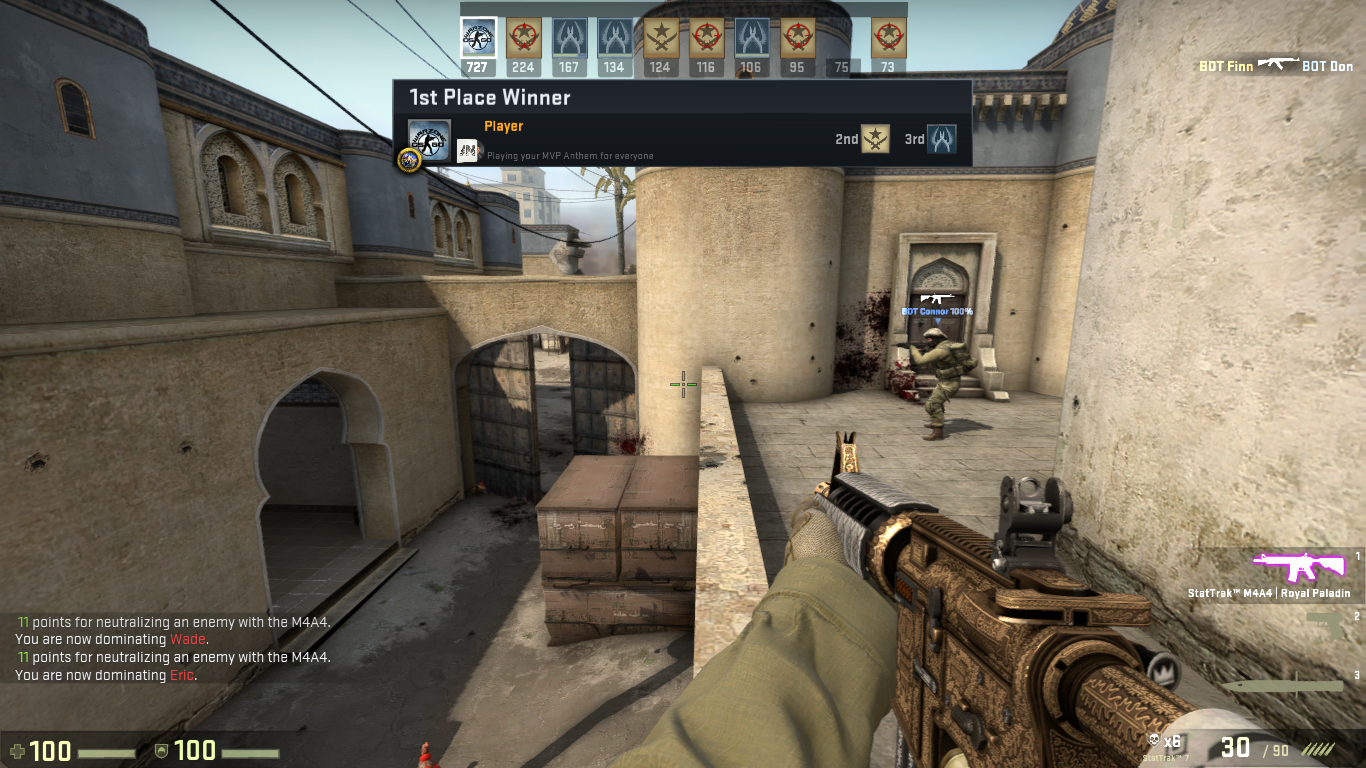 727 224 167 134 124 116 106 95 75 73
1st Place Winner
Player
Playing your MVP Anthem for everyone
2nd 3rd
BOT Finn BOT Don
BOT Connor 100%
1
StatTrak™ M4A4 | Royal Paladin
2
3
11 points for neutralizing an enemy with the M4A4.
You are now dominating Wade.
11 points for neutralizing an enemy with the M4A4.
You are now dominating Eric.
100 100
x6
StatTrak™ 7
30 / 90